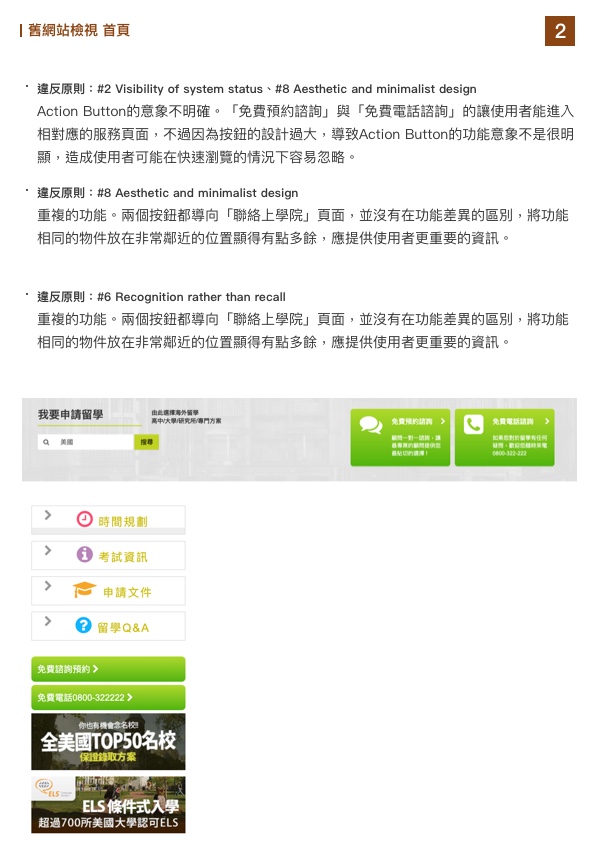 舊網站檢視 首頁
2
· 違反原則：#2 Visibility of system status、#8 Aesthetic and minimalist design
Action Button的意象不明確。「免費預約諮詢」與「免費電話諮詢」的讓使用者能進入
相對應的服務頁面，不過因為按鈕的設計過大，導致Action Button的功能意象不是很明
顯，造成使用者可能在快速瀏覽的情況下容易忽略。
· 違反原則：#8 Aesthetic and minimalist design
重複的功能。兩個按鈕都導向「聯絡上學院」頁面，並沒有在功能差異的區別，將功能
相同的物件放在非常鄰近的位置顯得有點多餘，應提供使用者更重要的資訊。
· 違反原則：#6 Recognition rather than recall
重複的功能。兩個按鈕都導向「聯絡上學院」頁面，並沒有在功能差異的區別，將功能
相同的物件放在非常鄰近的位置顯得有點多餘，應提供使用者更重要的資訊。
我要申請留學
由此選擇海外留學
高中/大學/研究所/專門方案
美國
搜尋
免費預約諮詢
顧問一對一諮詢，讓
最專業的顧問提供您
最貼切的選擇！
免費電話諮詢
如果您對於留學有任何
疑問，歡迎您隨時來電
0800-322-222
時間規劃
考試資訊
申請文件
留學Q&A
免費諮詢預約
免費電話0800-322222
你也有機會念名校!!
全美國TOP50名校
保證錄取方案
ELS
ELS 條件式入學
超過700所美國大學認可ELS